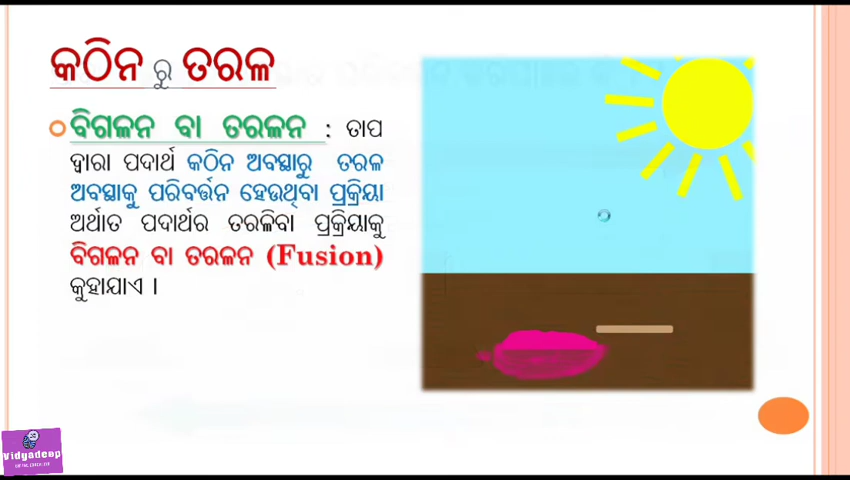 କଠିନ ରୁ ତରଳ
ବିଗଳନ ବା ତରଳନ : ତାପ
ଦ୍ୱାରା ପଦାର୍ଥ କଠିନ ଅବସ୍ଥାରୁ ତରଳ
ଅବସ୍ଥାକୁ ପରିବର୍ତ୍ତନ ହେଉଥିବା ପ୍ରକ୍ରିୟା
ଅର୍ଥାତ ପଦାର୍ଥର ତରଳିବା ପ୍ରକ୍ରିୟାକୁ
ବିଗଳନ ବା ତରଳନ (Fusion)
କୁହାଯାଏ ।
Vidyadeep